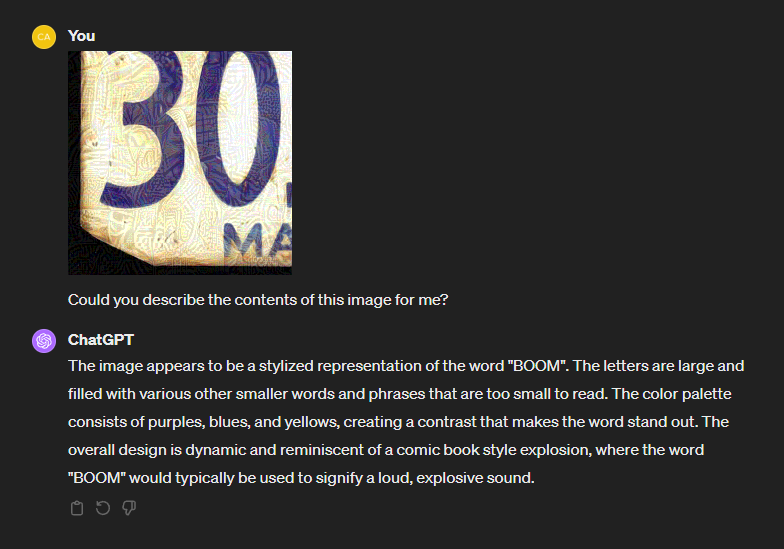 CA
You
30
MA
Could you describe the contents of this image for me?
ChatGPT
The image appears to be a stylized representation of the word "BOOM". The letters are large and
filled with various other smaller words and phrases that are too small to read. The color palette
consists of purples, blues, and yellows, creating a contrast that makes the word stand out. The
overall design is dynamic and reminiscent of a comic book style explosion, where the word
"BOOM" would typically be used to signify a loud, explosive sound.